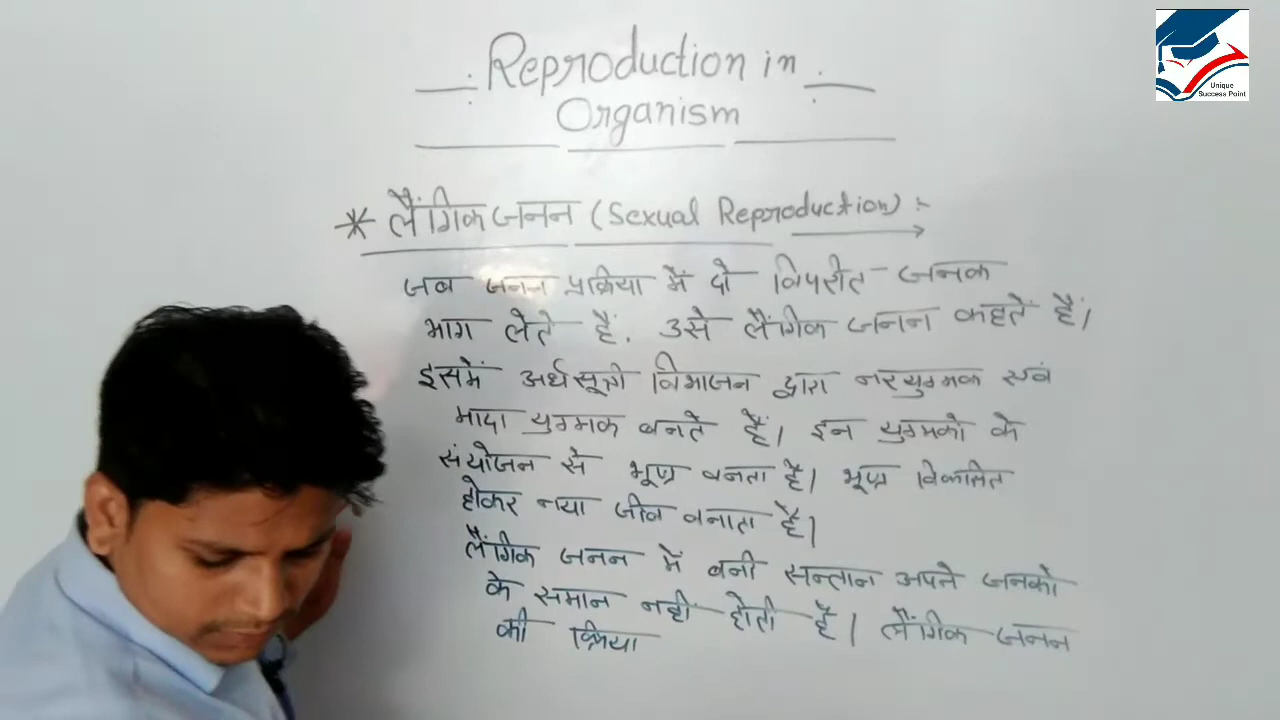 Reproduction in
Organism
* लैंगिक जनन (Sexual Reproduction) :-
जब जनन प्रक्रिया में दो विपरीत जनक
भाग लेते हैं. उसे लैंगिक जनन कहते हैं।
इसमें अर्धसूत्री विभाजन द्वारा नरयुग्मक एवं
मादा युग्मक बनते हैं। इन युग्मको के
संयोजन से भ्रूण बनता है। भ्रूण विकसित
होकर नया जीव बनाता है।
लैंगिक जनन में बनी सन्तान अपने जनको
के समान नही होती है। लैंगिक जनन
की क्रिया
Unique
Success Point